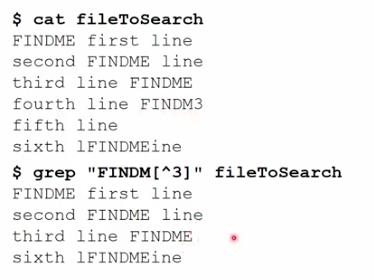 $ cat fileToSearch
FINDME first line
second FINDME line
third line FINDME
fourth line FINDM3
fifth line
sixth lFINDMEine
$ grep "FINDM[^3]" fileToSearch
FINDME first line
second FINDME line
third line FINDME
sixth lFINDMEine